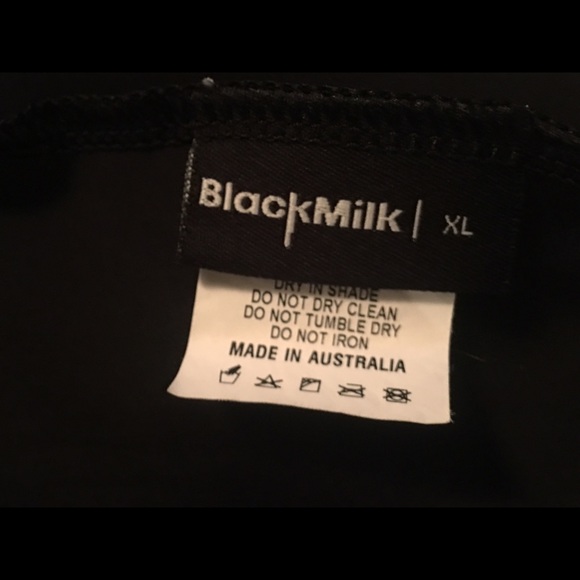 BlackMilk XL
DRY IN SHADE
DO NOT DRY CLEAN
DO NOT TUMBLE DRY
DO NOT IRON
MADE IN AUSTRALIA